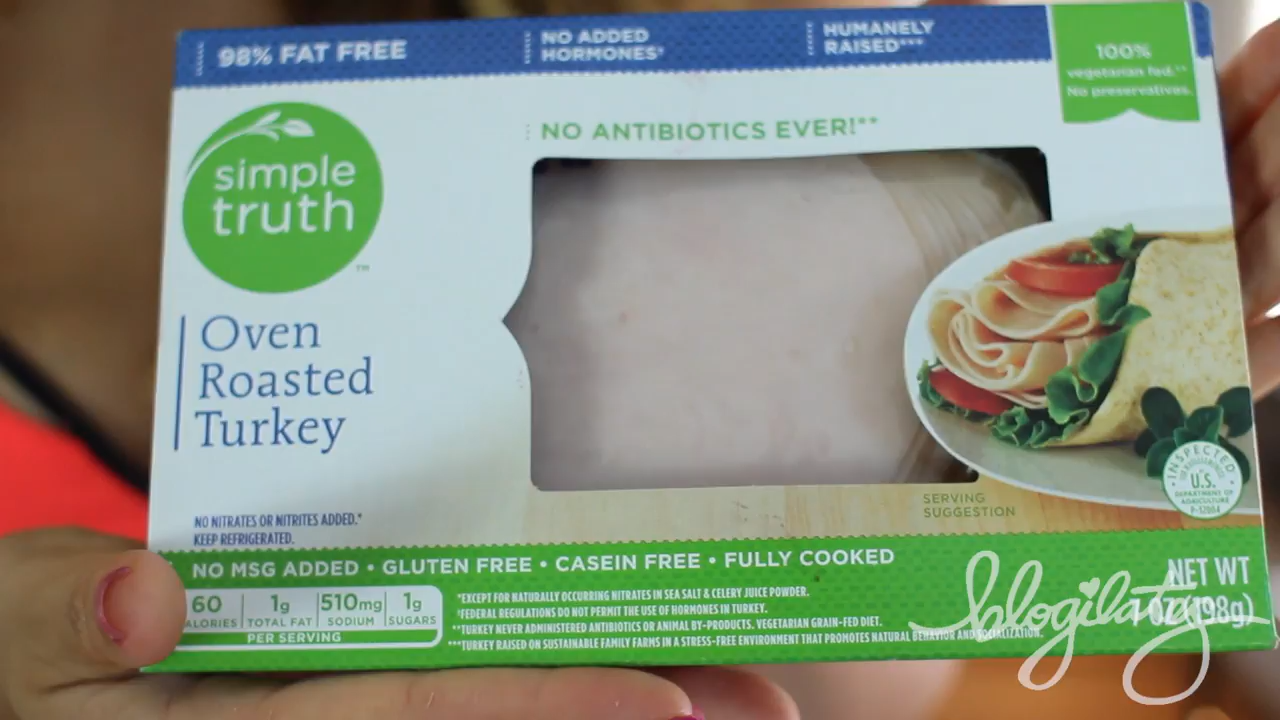 98% FAT FREE
NO ADDED
HORMONES†
HUMANELY
RAISED***
100%
vegetarian fed.**
No preservatives.
NO ANTIBIOTICS EVER!**
simple
truth™
Oven
Roasted
Turkey
SERVING
SUGGESTION
INSPECTED
U.S.
DEPARTMENT OF
AGRICULTURE
NO NITRATES OR NITRITES ADDED.*
KEEP REFRIGERATED.
NO MSG ADDED • GLUTEN FREE • CASEIN FREE • FULLY COOKED
60 1g 510mg 1g
ALORIES TOTAL FAT SODIUM SUGARS
PER SERVING
*EXCEPT FOR NATURALLY OCCURRING NITRATES IN SEA SALT & CELERY JUICE POWDER.
†FEDERAL REGULATIONS DO NOT PERMIT THE USE OF HORMONES IN TURKEY.
**TURKEY NEVER ADMINISTERED ANTIBIOTICS OR ANIMAL BY-PRODUCTS. VEGETARIAN GRAIN-FED DIET.
***TURKEY RAISED ON SUSTAINABLE FAMILY FARMS IN A STRESS-FREE ENVIRONMENT THAT PROMOTES NATURAL BEHAVIOR AND SOCIALIZATION.
NET WT
7 OZ (198g)
blogilates